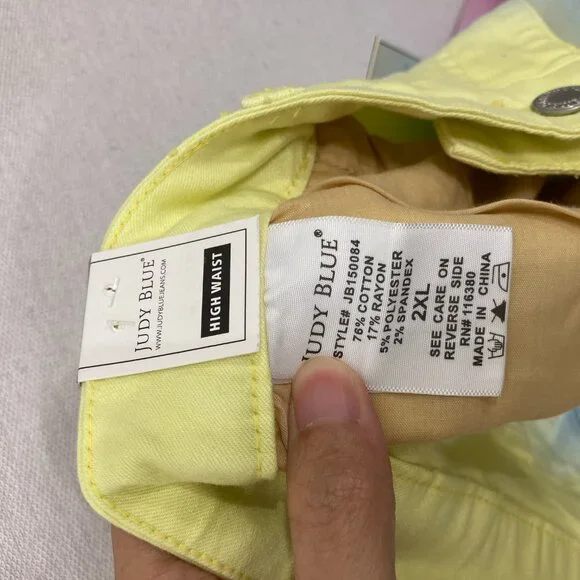 JUDY BLUE®
WWW.JUDYBLUEJEANS.COM
HIGH WAIST
JUDY BLUE®
STYLE# JB150084
76% COTTON
17% RAYON
5% POLYESTER
2% SPANDEX
2XL
SEE CARE ON
REVERSE SIDE
RN# 116380
MADE IN CHINA